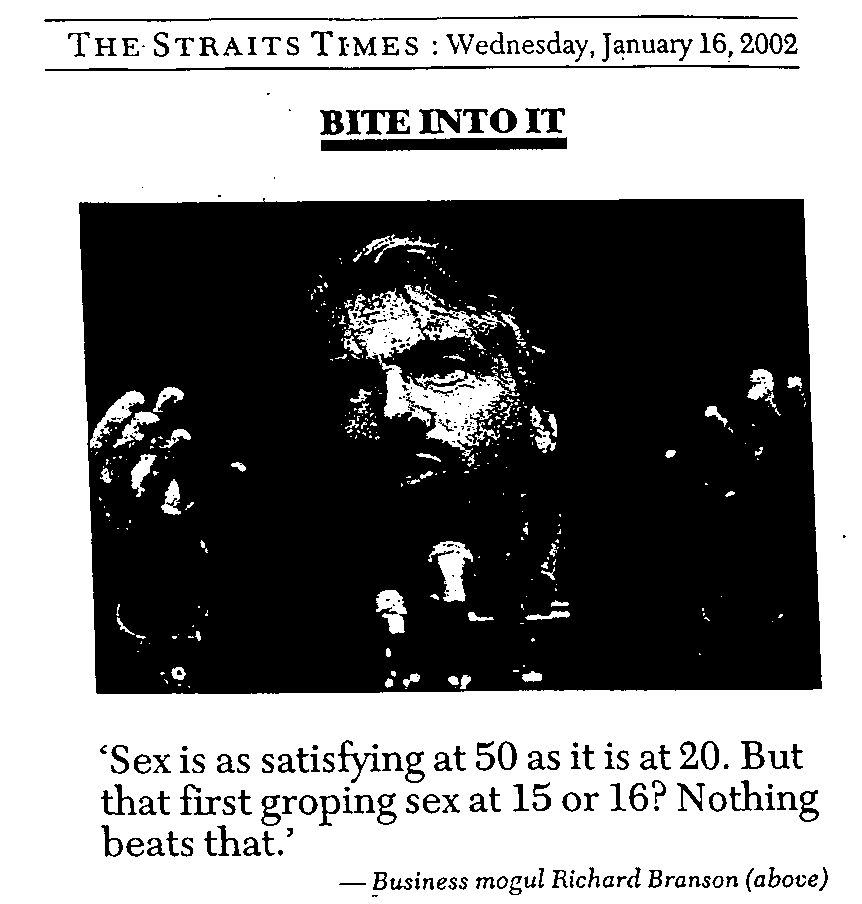 THE STRAITS TIMES : Wednesday, January 16, 2002
BITE INTO IT
‘Sex is as satisfying at 50 as it is at 20. But
that first groping sex at 15 or 16? Nothing
beats that.’
— Business mogul Richard Branson (above)